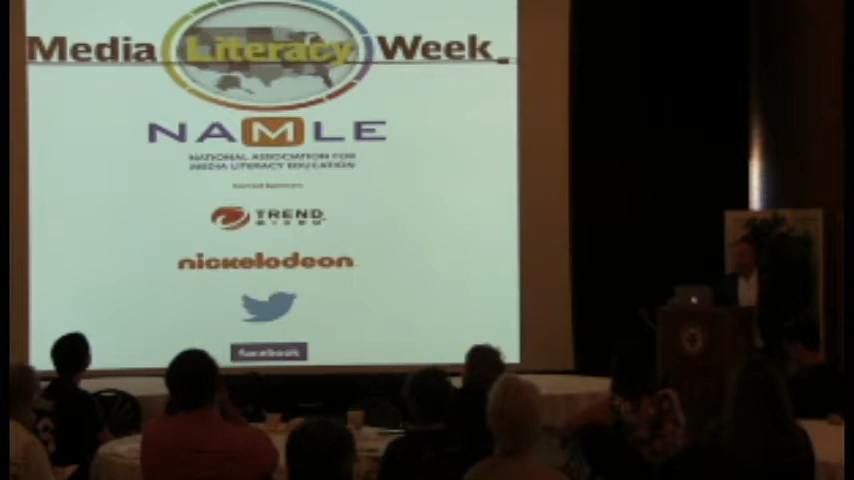 Media Literacy Week
NAMLE
NATIONAL ASSOCIATION FOR
MEDIA LITERACY EDUCATION
TREND
MICRO
nickelodeon
facebook